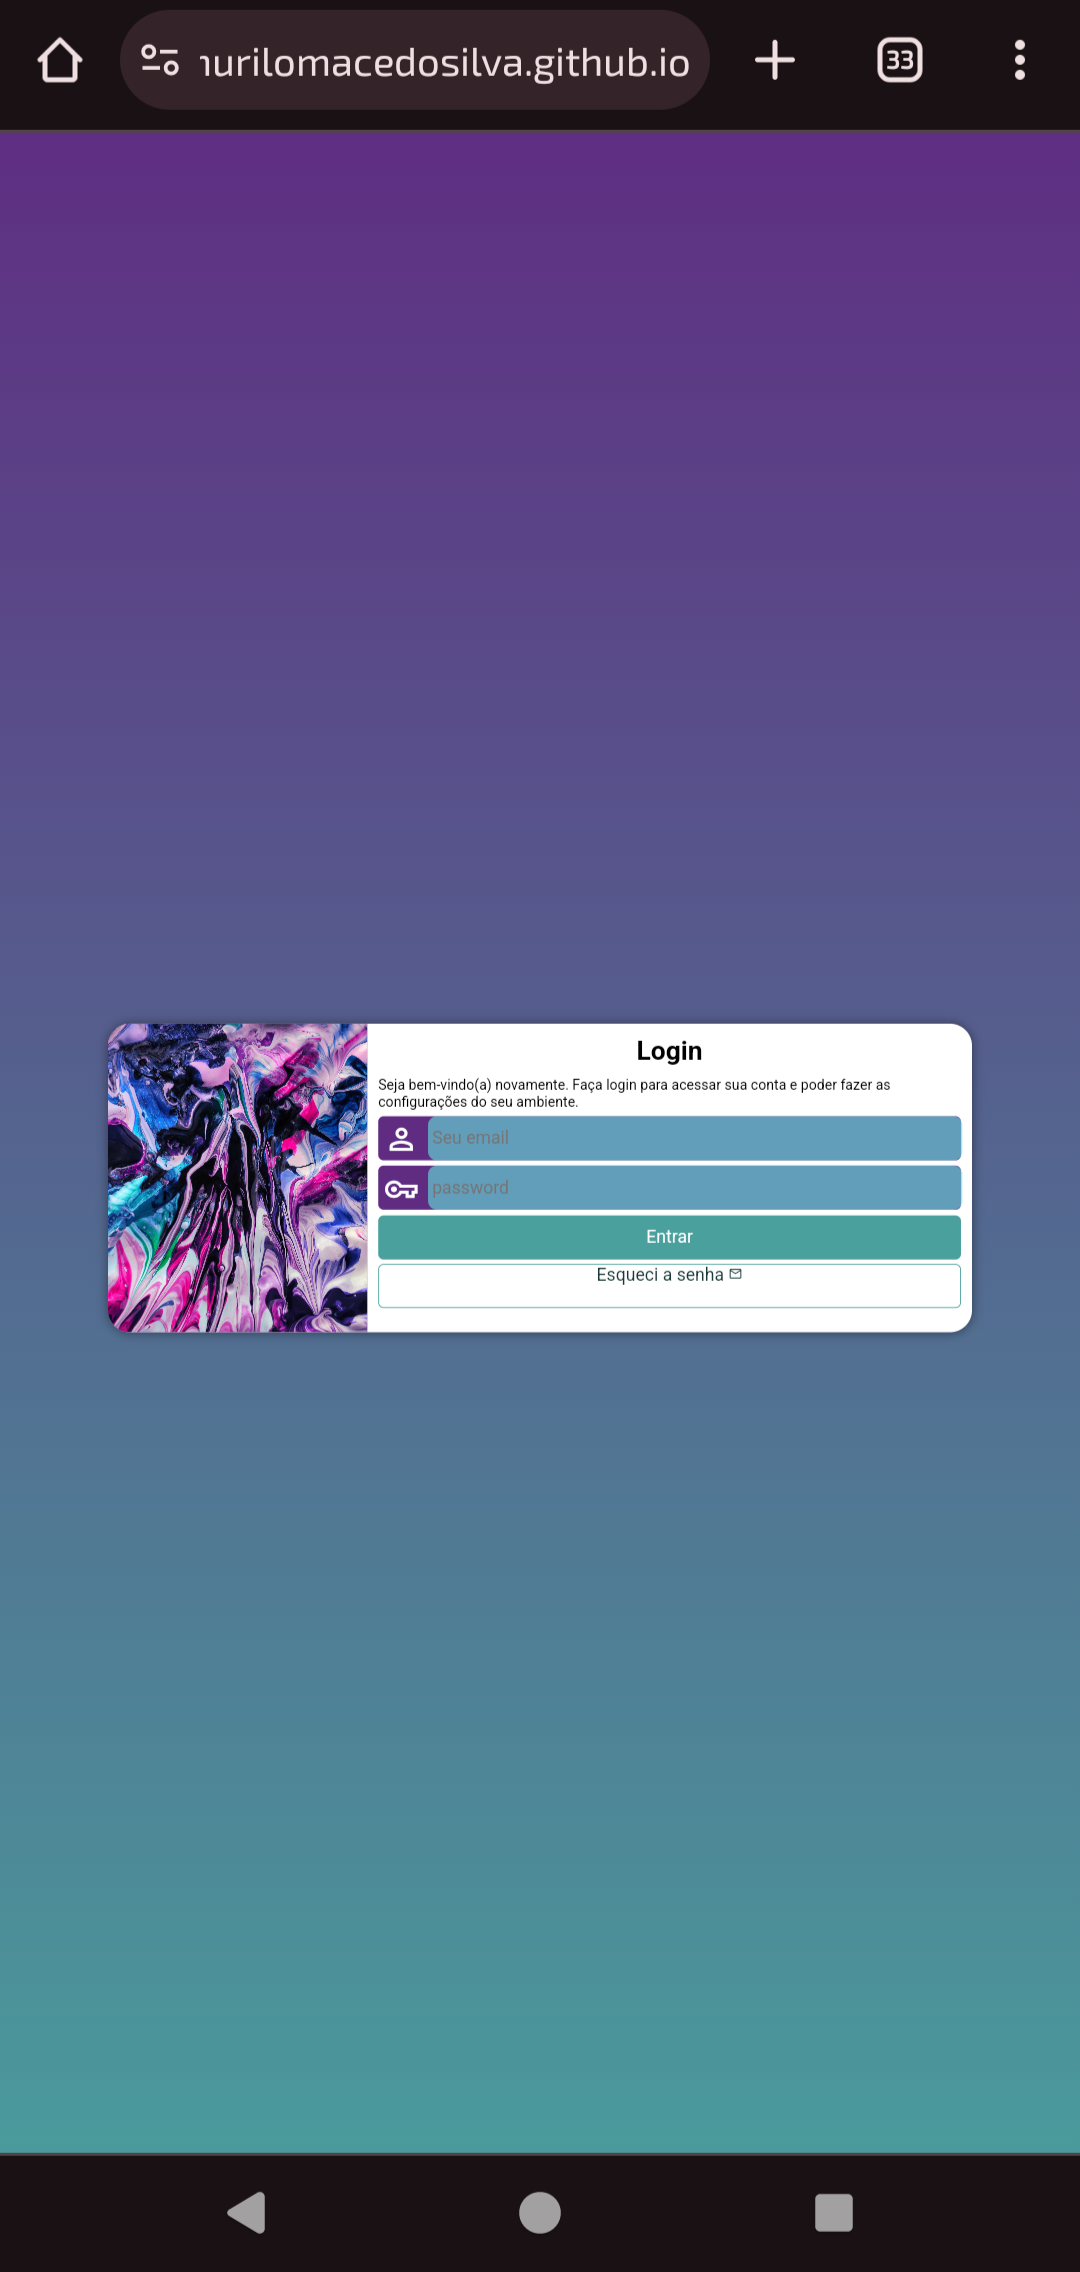 urilomacedosilva.github.io
33
Login
Seja bem-vindo(a) novamente. Faça login para acessar sua conta e poder fazer as
configurações do seu ambiente.
Seu email
password
Entrar
Esqueci a senha